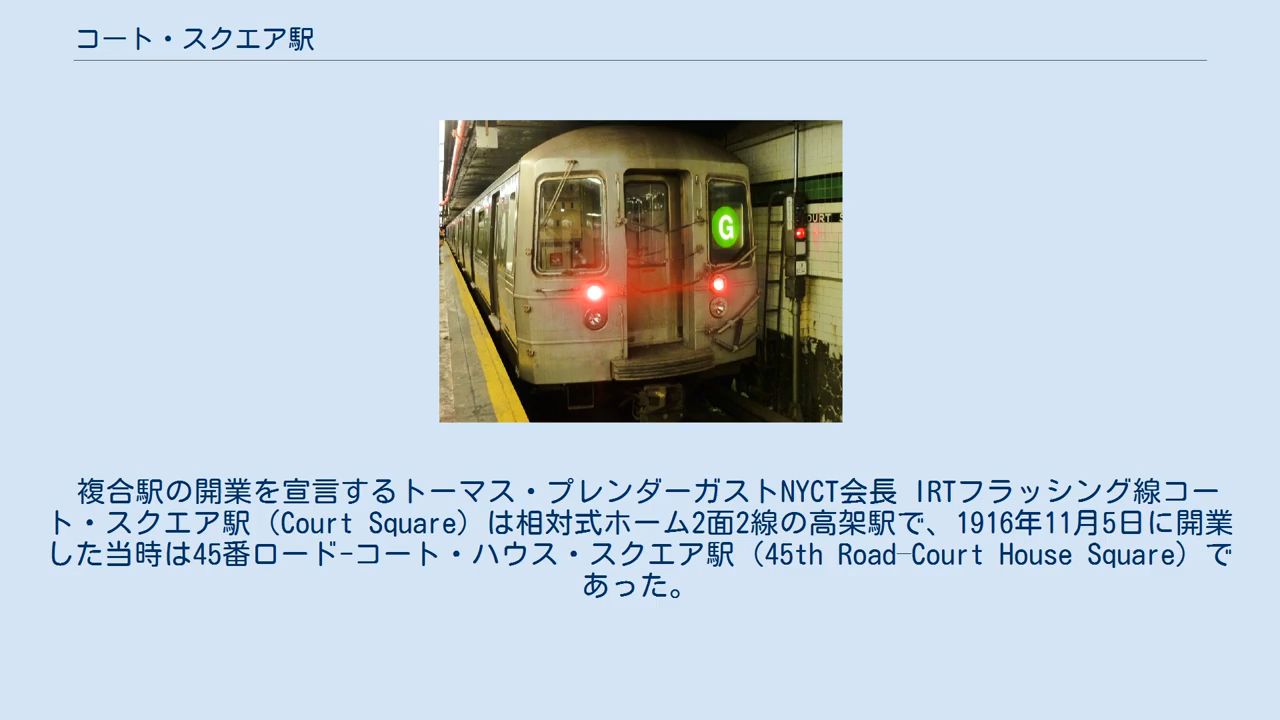 コート・スクエア駅
G
複合駅の開業を宣言するトーマス・プレンダーガストNYCT会長 IRTフラッシング線コー
ト・スクエア駅（Court Square）は相対式ホーム2面2線の高架駅で、1916年11月5日に開業
した当時は45番ロード-コート・ハウス・スクエア駅（45th Road–Court House Square）で
あった。